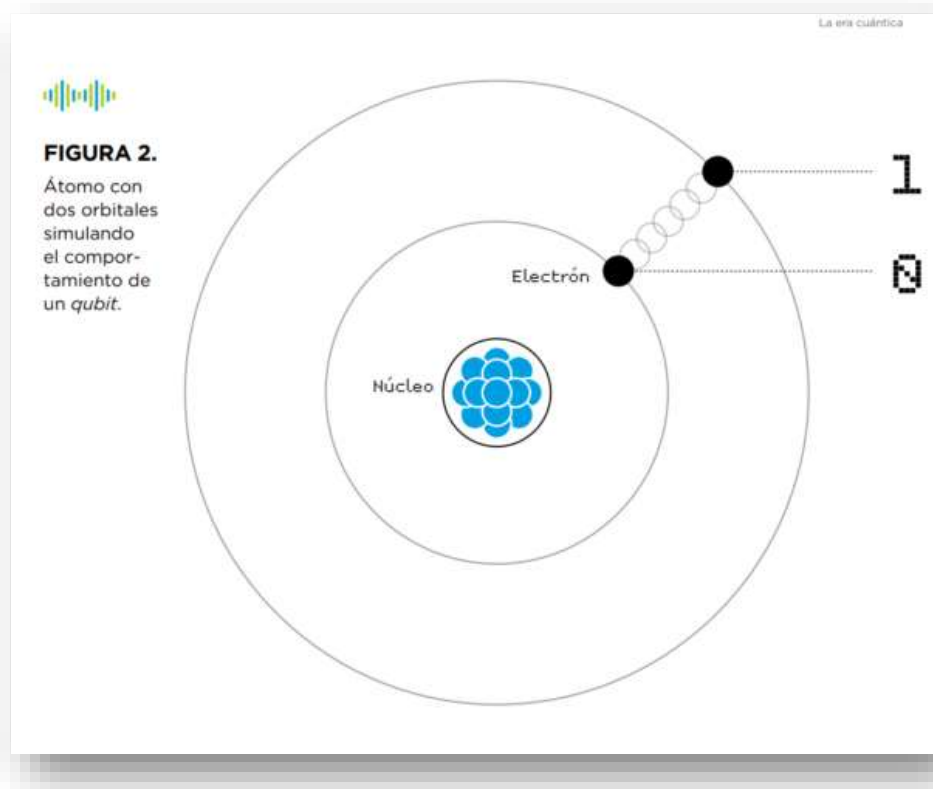 La era cuántica
FIGURA 2.
Átomo con
dos orbitales
simulando
el compor-
tamiento de
un qubit.
1
Electrón
0
Núcleo